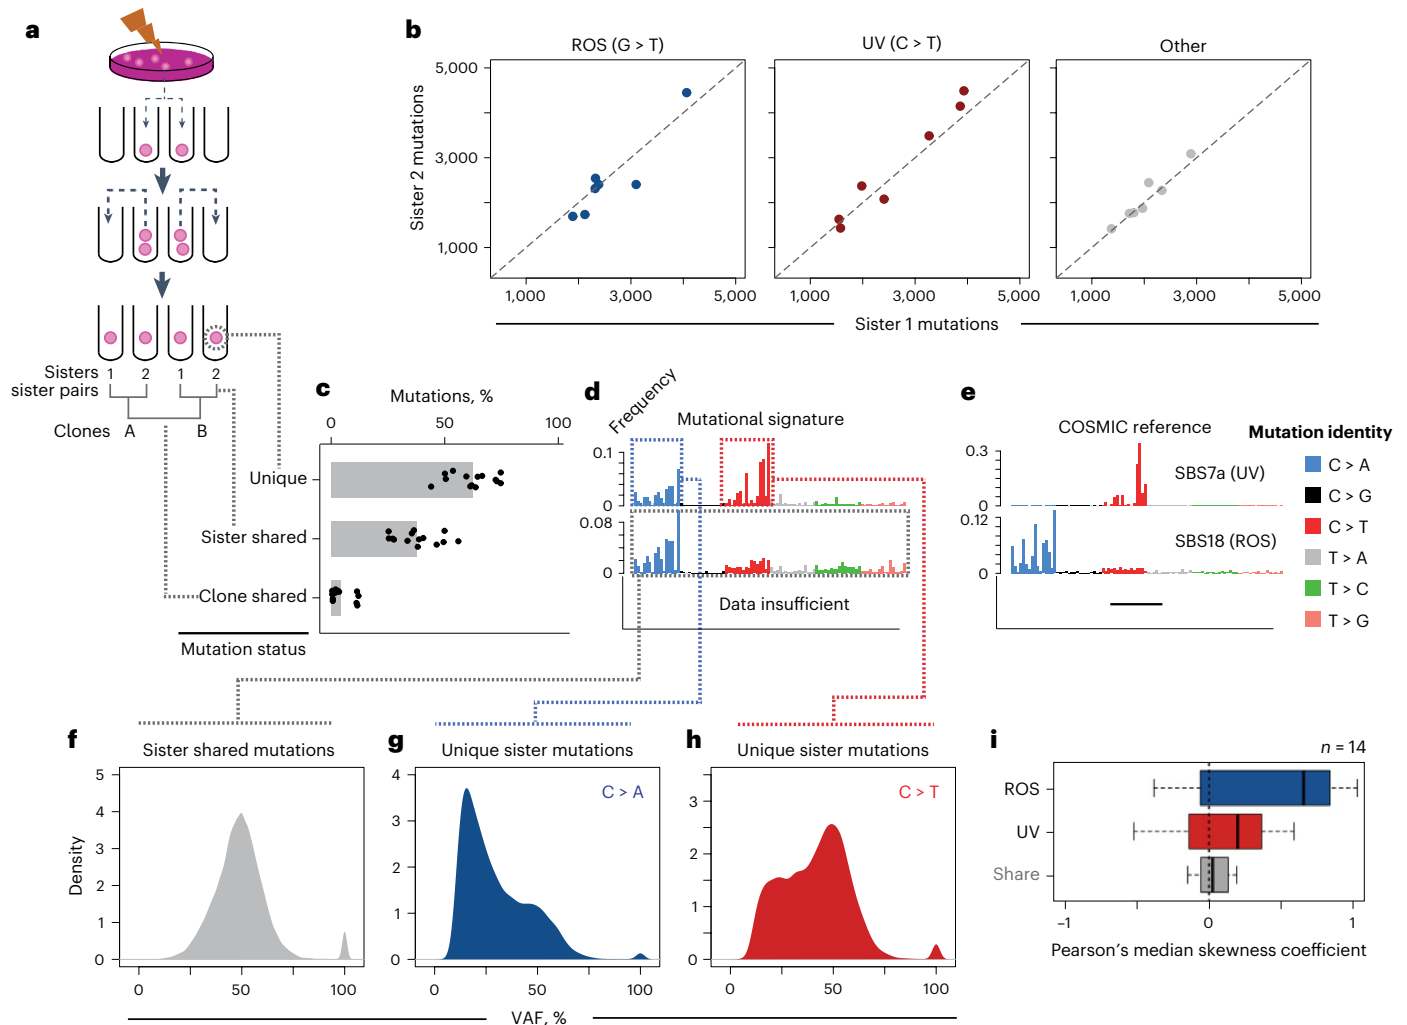 a
Sisters 1 2 1 2
sister pairs
Clones A B
b
ROS (G > T)
UV (C > T)
Other
Sister 2 mutations
5,000
3,000
1,000
1,000 3,000 5,000
1,000 3,000 5,000
1,000 3,000 5,000
Sister 1 mutations
c
Mutations, %
0 50 100
Unique
Sister shared
Clone shared
Mutation status
d
Frequency
Mutational signature
0.1
0
0.08
0
Data insufficient
e
COSMIC reference
0.3
SBS7a (UV)
0
0.12
SBS18 (ROS)
0
Mutation identity
C > A
C > G
C > T
T > A
T > C
T > G
f
Sister shared mutations
Density
5
4
3
2
1
0
0 50 100
g
Unique sister mutations
C > A
4
3
2
1
0
0 50 100
h
Unique sister mutations
C > T
3
2
1
0
0 50 100
VAF, %
i
n = 14
ROS
UV
Share
−1 0 1
Pearson's median skewness coefficient